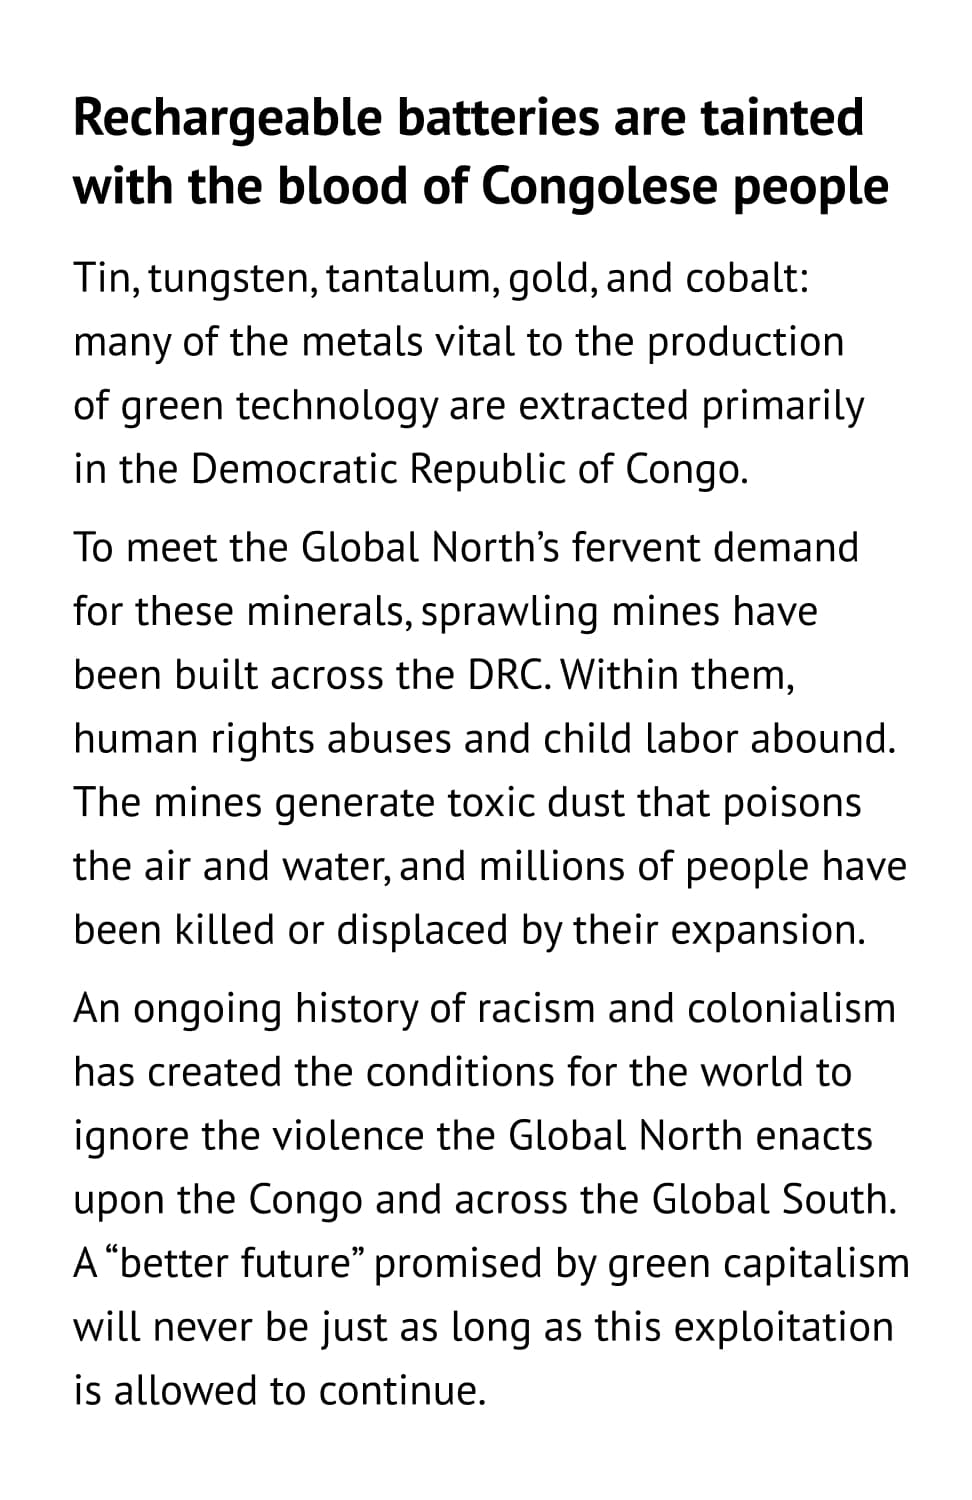 Rechargeable batteries are tainted
with the blood of Congolese people
Tin, tungsten, tantalum, gold, and cobalt:
many of the metals vital to the production
of green technology are extracted primarily
in the Democratic Republic of Congo.
To meet the Global North’s fervent demand
for these minerals, sprawling mines have
been built across the DRC. Within them,
human rights abuses and child labor abound.
The mines generate toxic dust that poisons
the air and water, and millions of people have
been killed or displaced by their expansion.
An ongoing history of racism and colonialism
has created the conditions for the world to
ignore the violence the Global North enacts
upon the Congo and across the Global South.
A “better future” promised by green capitalism
will never be just as long as this exploitation
is allowed to continue.